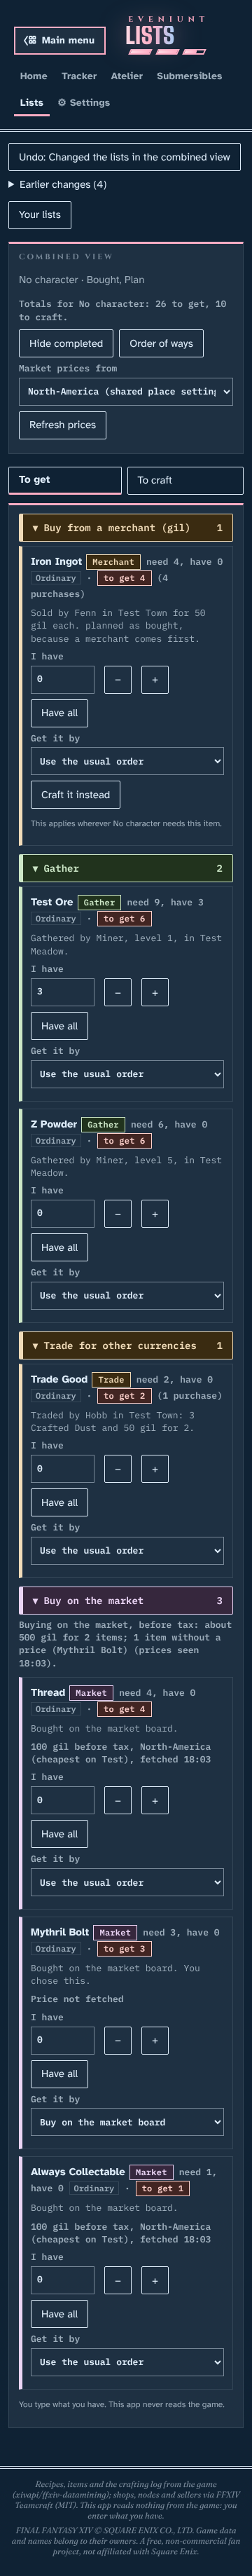 Main menu
EVENIUNT
LISTS
Home Tracker Atelier Submersibles
Lists Settings
Undo: Changed the lists in the combined view
Earlier changes (4)
Your lists
COMBINED VIEW
No character · Bought, Plan
Totals for No character: 26 to get, 10
to craft.
Hide completed Order of ways
Market prices from
North-America (shared place setting
Refresh prices
To get To craft
▼ Buy from a merchant (gil) 1
Iron Ingot Merchant need 4, have 0
Ordinary · to get 4 (4
purchases)
Sold by Fenn in Test Town for 50
gil each. planned as bought,
because a merchant comes first.
I have
0 − +
Have all
Get it by
Use the usual order
Craft it instead
This applies wherever No character needs this item.
▼ Gather 2
Test Ore Gather need 9, have 3
Ordinary · to get 6
Gathered by Miner, level 1, in Test
Meadow.
I have
3 − +
Have all
Get it by
Use the usual order
Z Powder Gather need 6, have 0
Ordinary · to get 6
Gathered by Miner, level 5, in Test
Meadow.
I have
0 − +
Have all
Get it by
Use the usual order
▼ Trade for other currencies 1
Trade Good Trade need 2, have 0
Ordinary · to get 2 (1 purchase)
Traded by Hobb in Test Town: 3
Crafted Dust and 50 gil for 2.
I have
0 − +
Have all
Get it by
Use the usual order
▼ Buy on the market 3
Buying on the market, before tax: about
500 gil for 2 items; 1 item without a
price (Mythril Bolt) (prices seen
18:03).
Thread Market need 4, have 0
Ordinary · to get 4
Bought on the market board.
100 gil before tax, North-America
(cheapest on Test), fetched 18:03
I have
0 − +
Have all
Get it by
Use the usual order
Mythril Bolt Market need 3, have 0
Ordinary · to get 3
Bought on the market board. You
chose this.
Price not fetched
I have
0 − +
Have all
Get it by
Buy on the market board
Always Collectable Market need 1,
have 0 Ordinary · to get 1
Bought on the market board.
100 gil before tax, North-America
(cheapest on Test), fetched 18:03
I have
0 − +
Have all
Get it by
Use the usual order
You type what you have. This app never reads the game.
Recipes, items and the crafting log from the game
(xivapi/ffxiv-datamining); shops, nodes and sellers via FFXIV
Teamcraft (MIT). This app reads nothing from the game: you
enter what you have.
FINAL FANTASY XIV © SQUARE ENIX CO., LTD. Game data
and names belong to their owners. A free, non-commercial fan
project, not affiliated with Square Enix.